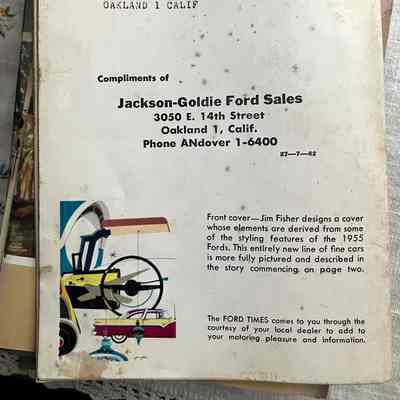 OAKLAND 1 CALIF
Compliments of
Jackson-Goldie Ford Sales
3050 E. 14th Street
Oakland 1, Calif.
Phone ANdover 1-6400
27—7—82
Front cover—Jim Fisher designs a cover
whose elements are derived from some
of the styling features of the 1955
Fords. This entirely new line of fine cars
is more fully pictured and described in
the story commencing on page two.
The FORD TIMES comes to you through the
courtesy of your local dealer to add to
your motoring pleasure and information.